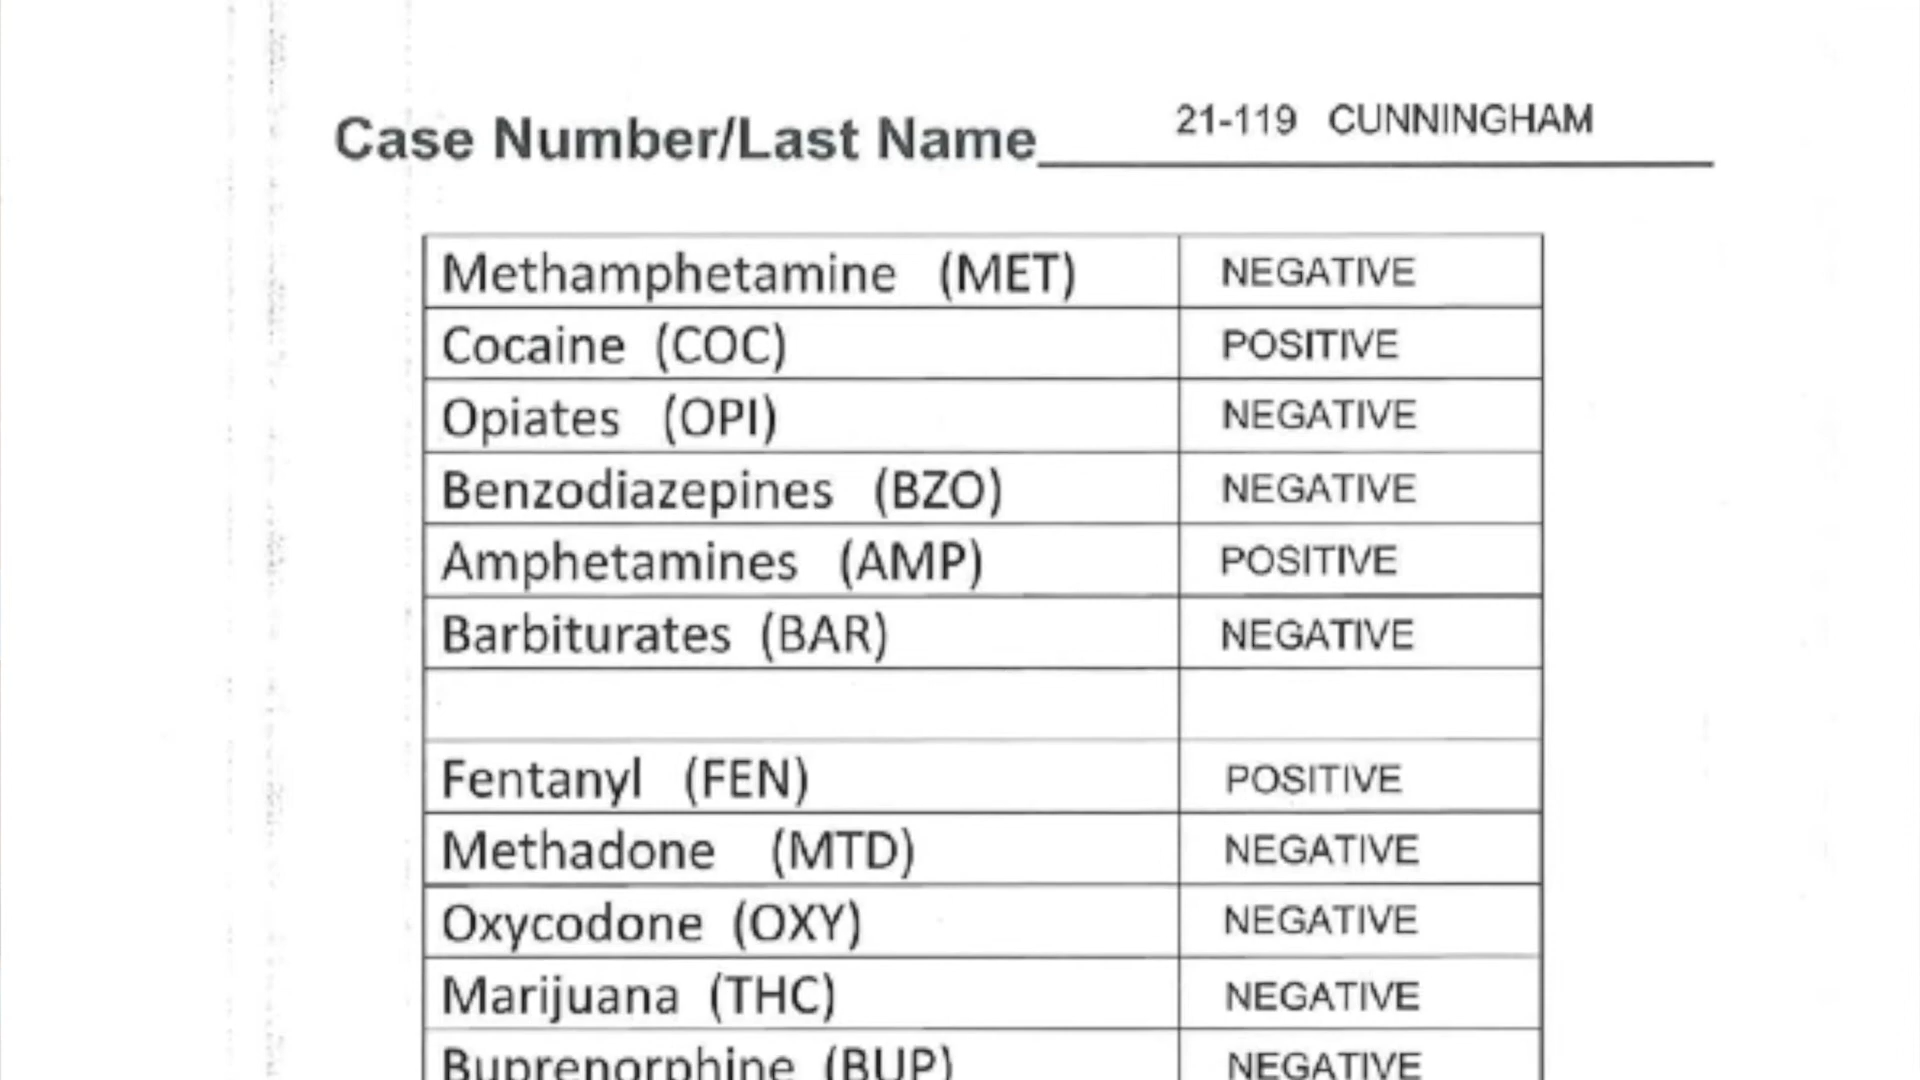 Case Number/Last Name 21-119 CUNNINGHAM
Methamphetamine (MET) NEGATIVE
Cocaine (COC) POSITIVE
Opiates (OPI) NEGATIVE
Benzodiazepines (BZO) NEGATIVE
Amphetamines (AMP) POSITIVE
Barbiturates (BAR) NEGATIVE
Fentanyl (FEN) POSITIVE
Methadone (MTD) NEGATIVE
Oxycodone (OXY) NEGATIVE
Marijuana (THC) NEGATIVE
Buprenorphine (BUP) NEGATIVE